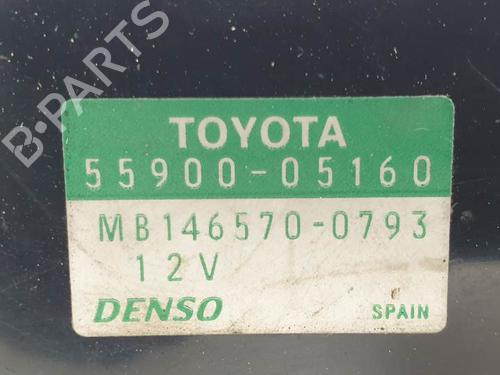 B-PARTS
TOYOTA
55900-05160
MB146570-0793
12V
DENSO SPAIN